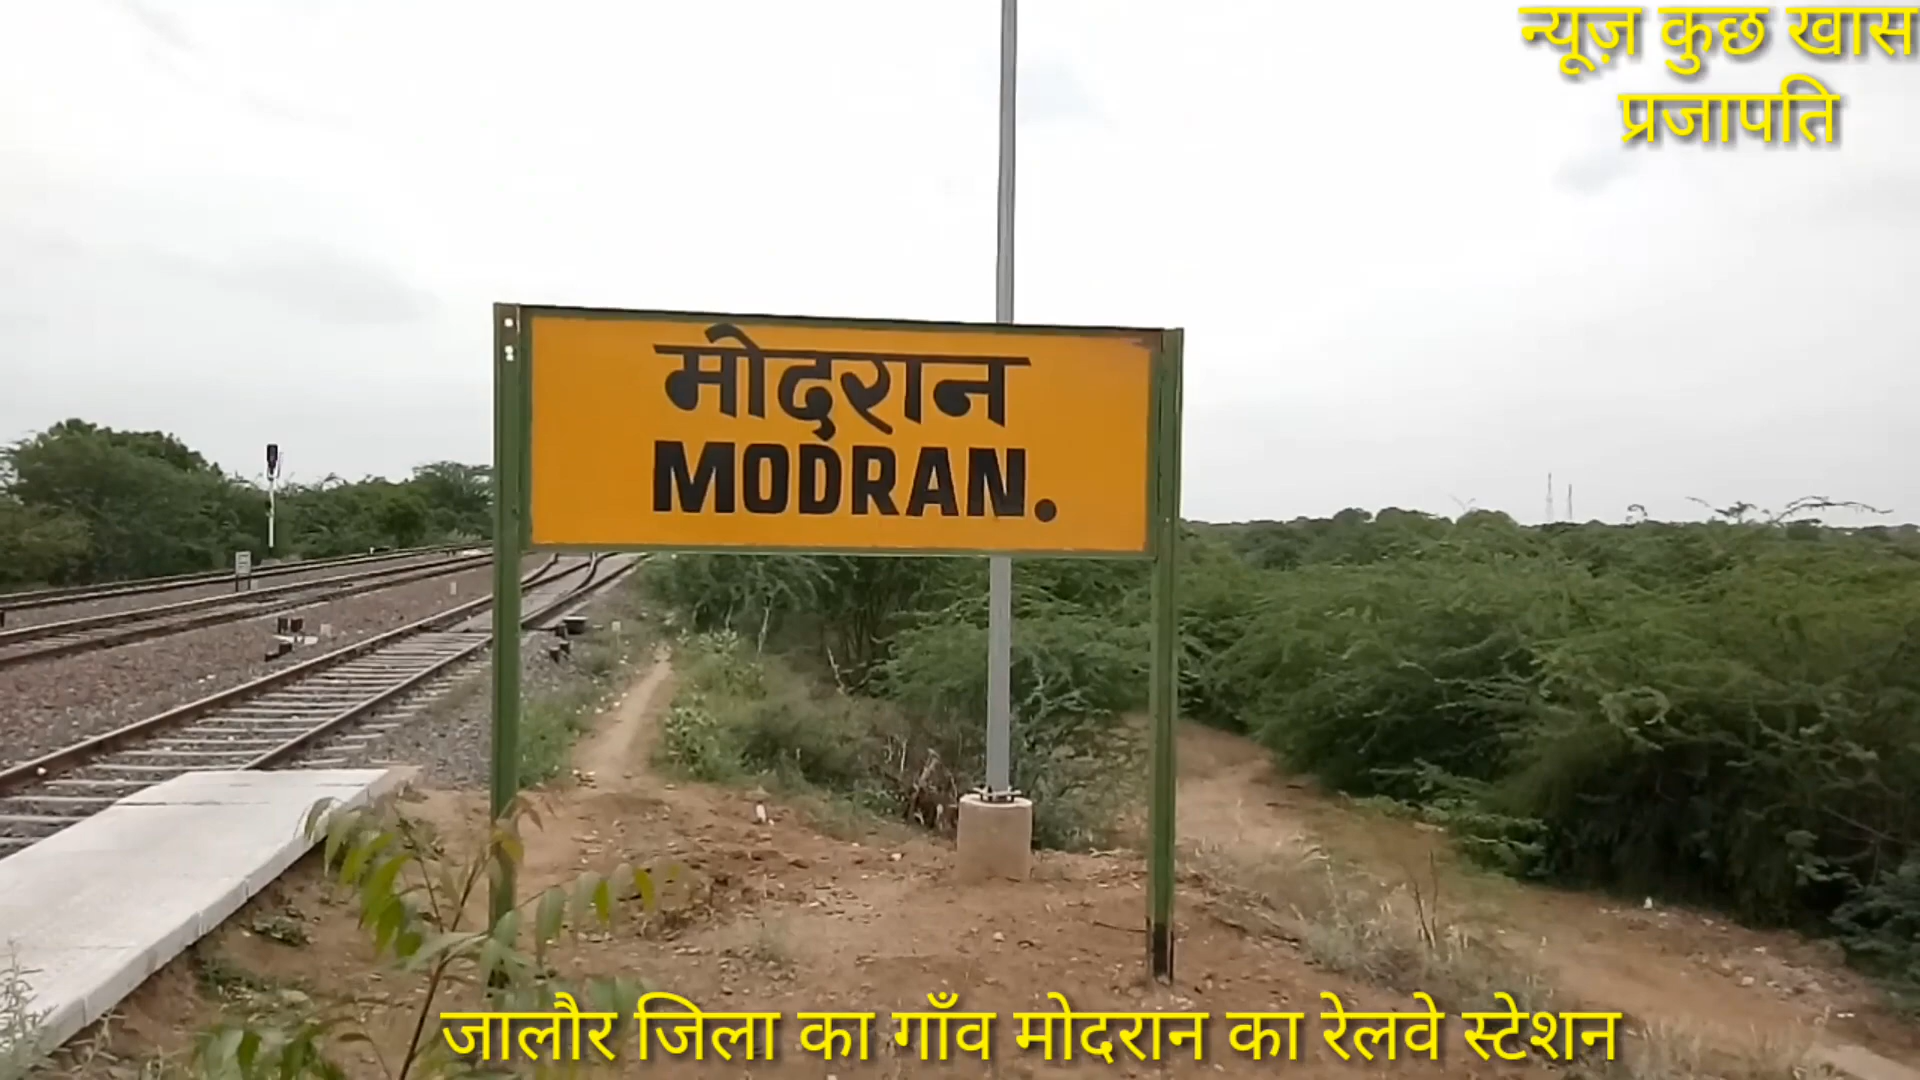 न्यूज़ कुछ खास
प्रजापति
मोदरान
MODRAN.
जालौर जिला का गाँव मोदरान का रेलवे स्टेशन